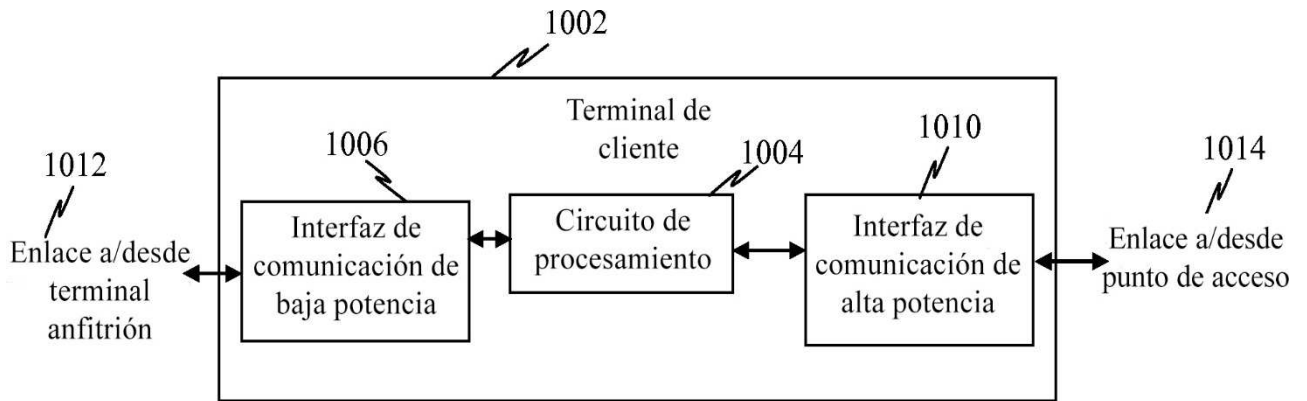 1002
Terminal de
cliente
1006
1004
1010
1012
1014
Enlace a/desde
terminal
anfitrión
Interfaz de
comunicación de
baja potencia
Circuito de
procesamiento
Interfaz de
comunicación de
alta potencia
Enlace a/desde
punto de acceso